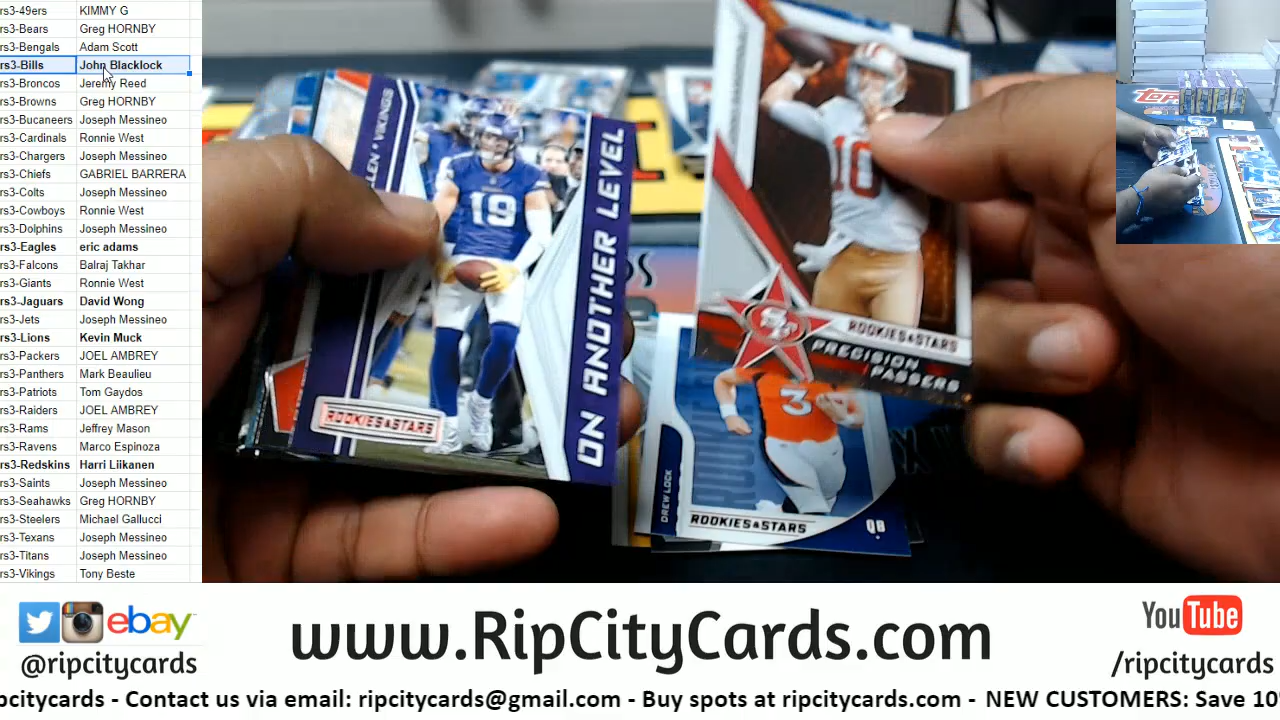 rs3-49ers KIMMY G
rs3-Bears Greg HORNBY
rs3-Bengals Adam Scott
rs3-Bills John Blacklock
rs3-Broncos Jeremy Reed
rs3-Browns Greg HORNBY
rs3-Bucaneers Joseph Messineo
rs3-Cardinals Ronnie West
rs3-Chargers Joseph Messineo
rs3-Chiefs GABRIEL BARRERA
rs3-Colts Joseph Messineo
rs3-Cowboys Ronnie West
rs3-Dolphins Joseph Messineo
rs3-Eagles eric adams
rs3-Falcons Balraj Takhar
rs3-Giants Ronnie West
rs3-Jaguars David Wong
rs3-Jets Joseph Messineo
rs3-Lions Kevin Muck
rs3-Packers JOEL AMBREY
rs3-Panthers Mark Beaulieu
rs3-Patriots Tom Gaydos
rs3-Raiders JOEL AMBREY
rs3-Rams Jeffrey Mason
rs3-Ravens Marco Espinoza
rs3-Redskins Harri Liikanen
rs3-Saints Joseph Messineo
rs3-Seahawks Greg HORNBY
rs3-Steelers Michael Gallucci
rs3-Texans Joseph Messineo
rs3-Titans Joseph Messineo
rs3-Vikings Tony Beste
LLEN • VIKINGS
19
ON ANOTHER LEVEL
ROOKIES & STARS
10
SF
ROOKIES & STARS
PRECISION
PASSERS
3
DREW LOCK
ROOKIES & STARS
QB
TOPPS
ebay
@ripcitycards
www.RipCityCards.com
YouTube
/ripcitycards
pcitycards - Contact us via email: ripcitycards@gmail.com - Buy spots at ripcitycards.com - NEW CUSTOMERS: Save 10